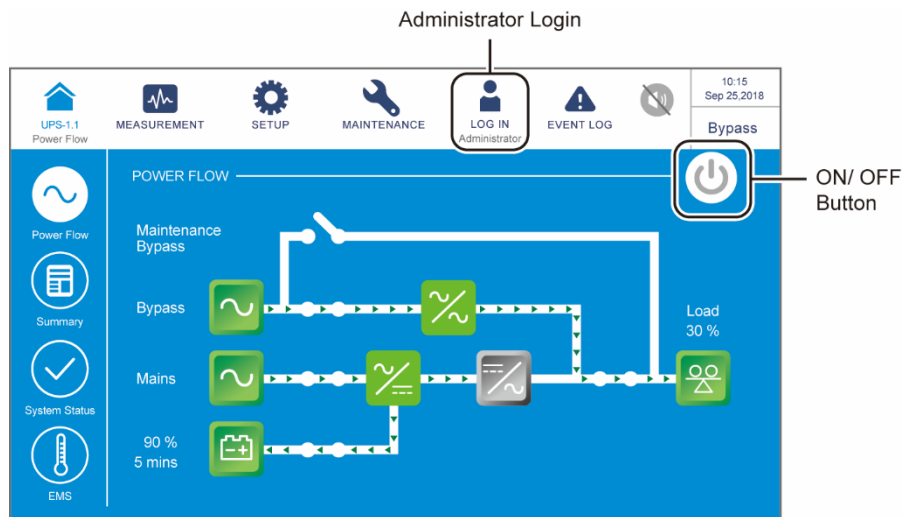 Administrator Login
UPS-1.1
Power Flow
MEASUREMENT
SETUP
MAINTENANCE
LOG IN
Administrator
EVENT LOG
10:15
Sep 25,2018
Bypass
ON/ OFF
Button
POWER FLOW
Power Flow
Summary
System Status
EMS
Maintenance
Bypass
Bypass
Mains
90 %
5 mins
Load
30 %